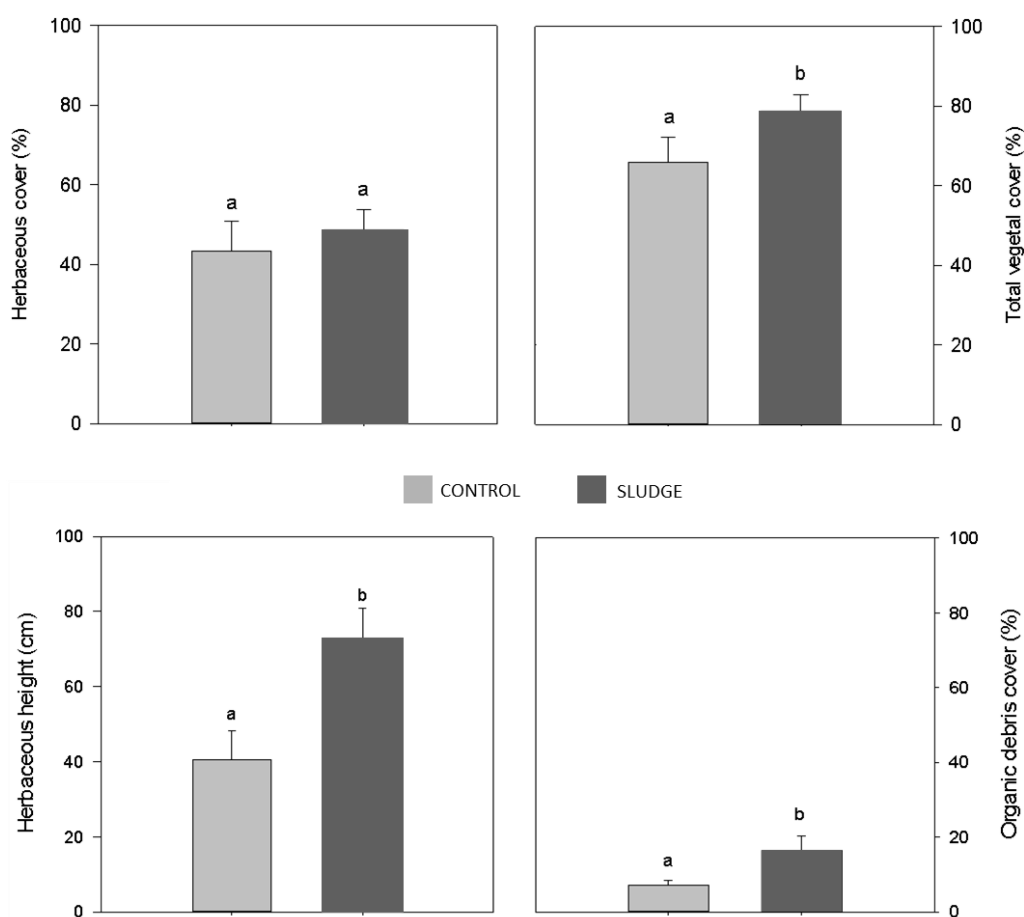 Herbaceous cover (%)
100
80
60
40
20
0
a
a
100
80
60
40
20
0
a
b
Total vegetal cover (%)
CONTROL
SLUDGE
Herbaceous height (cm)
100
80
60
40
20
0
a
b
100
80
60
40
20
0
a
b
Organic debris cover (%)